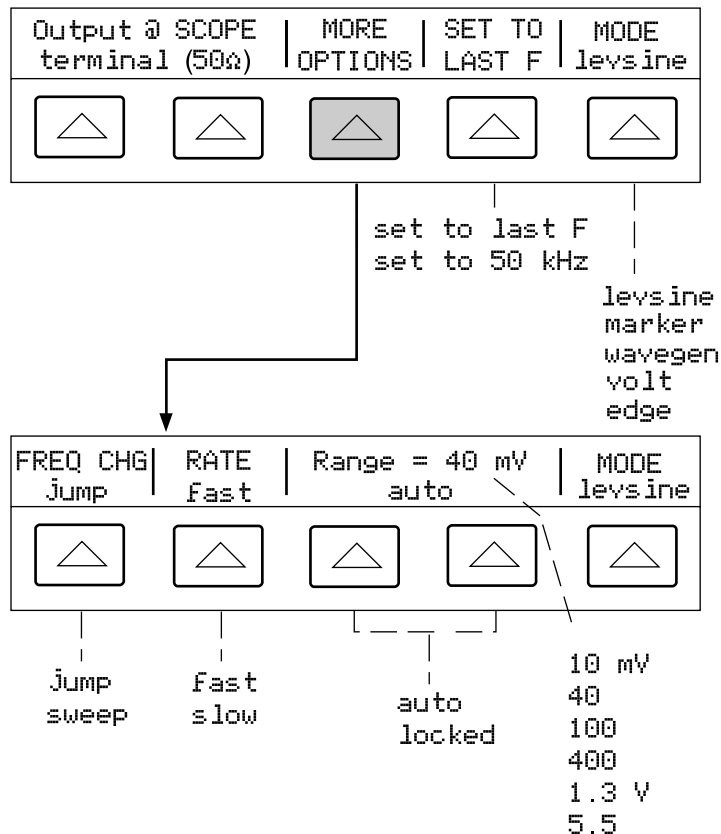 Output @ SCOPE
terminal (50Ω)
MORE
OPTIONS
SET TO
LAST F
MODE
levsine
set to last F
set to 50 kHz
levsine
marker
wavegen
volt
edge
FREQ CHG
jump
RATE
fast
Range = 40 mV
auto
MODE
levsine
jump
sweep
fast
slow
auto
locked
10 mV
40
100
400
1.3 V
5.5